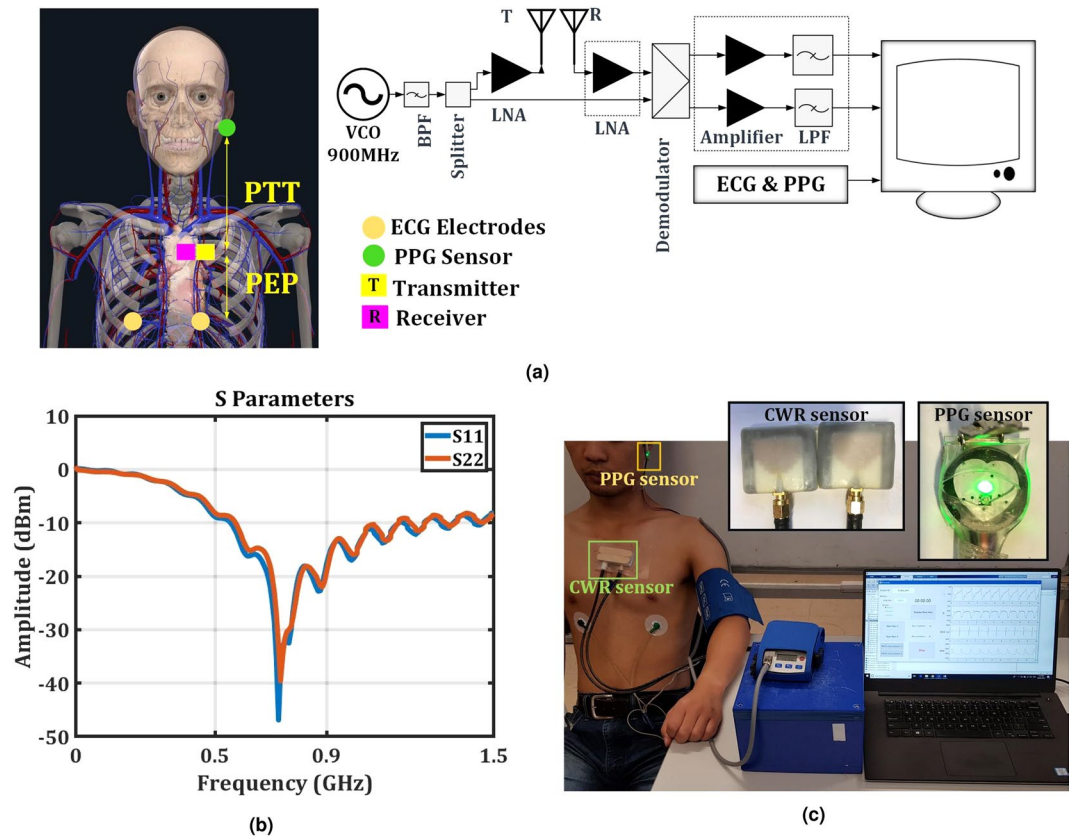 T
R
VCO
900MHz
BPF
Splitter
LNA
LNA
Demodulator
Amplifier
LPF
ECG & PPG
PTT
PEP
ECG Electrodes
PPG Sensor
T Transmitter
R Receiver
(a)
S Parameters
S11
S22
Amplitude (dBm)
10
0
-10
-20
-30
-40
-50
0
0.5
0.9
1.5
Frequency (GHz)
(b)
CWR sensor
PPG sensor
PPG sensor
CWR sensor
(c)